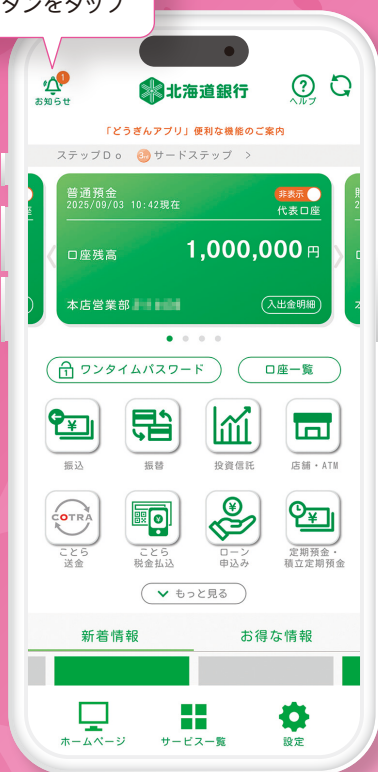 タンをタップ
1
お知らせ
北海道銀行
?
ヘルプ
「どうぎんアプリ」便利な機能のご案内
ステップDo 3rd サードステップ >
普通預金
2025/09/03 10:42現在
非表示
代表口座
口座残高 1,000,000 円
本店営業部
入出金明細
ワンタイムパスワード
口座一覧
振込
振替
投資信託
店舗・ATM
COTRA
ことら
送金
ことら
税金払込
ローン
申込み
定期預金・
積立定期預金
もっと見る
新着情報
お得な情報
ホームページ
サービス一覧
設定